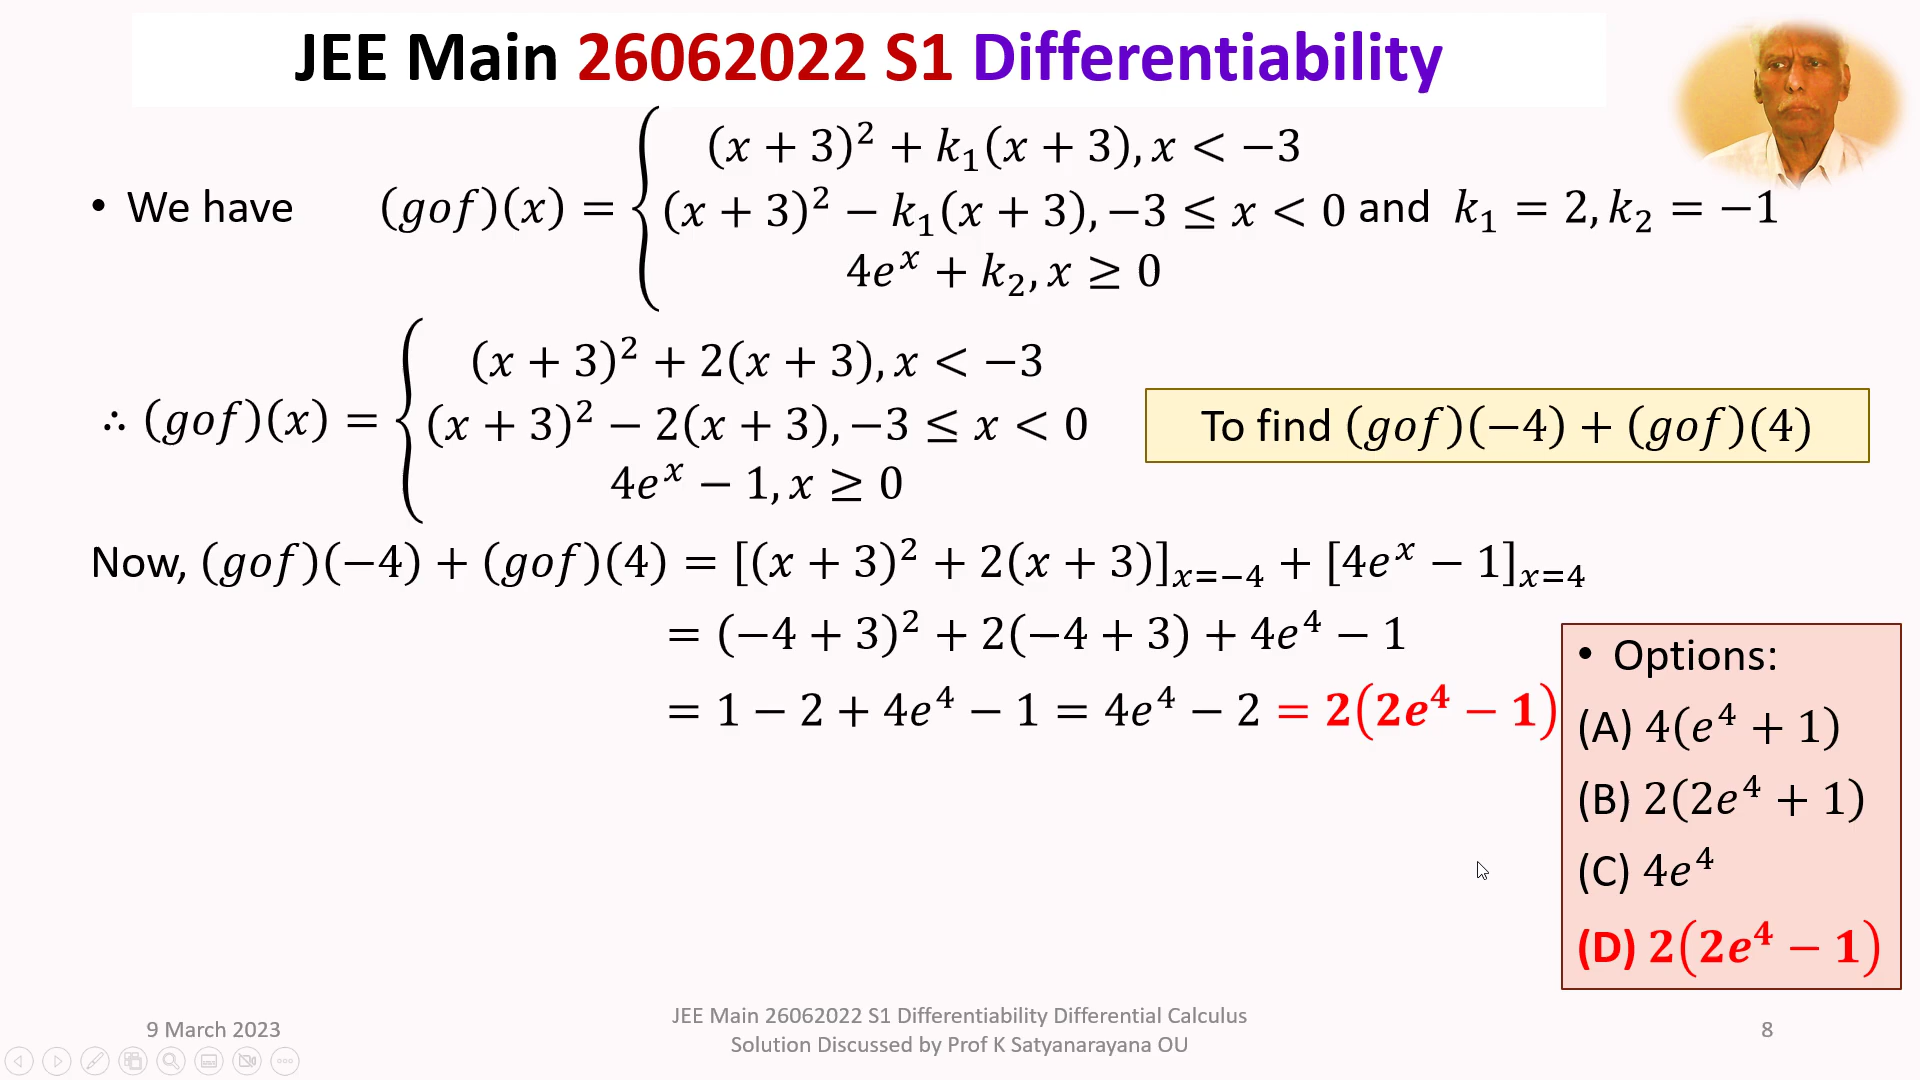 JEE Main 26062022 S1 Differentiability
• We have (gof)(x) = { (x + 3)² + k₁(x + 3), x < −3
(x + 3)² − k₁(x + 3), −3 ≤ x < 0 and k₁ = 2, k₂ = −1
4eˣ + k₂, x ≥ 0
∴ (gof)(x) = { (x + 3)² + 2(x + 3), x < −3
(x + 3)² − 2(x + 3), −3 ≤ x < 0
4eˣ − 1, x ≥ 0
To find (gof)(−4) + (gof)(4)
Now, (gof)(−4) + (gof)(4) = [(x + 3)² + 2(x + 3)]ₓ₌₋₄ + [4eˣ − 1]ₓ₌₄
= (−4 + 3)² + 2(−4 + 3) + 4e⁴ − 1
= 1 − 2 + 4e⁴ − 1 = 4e⁴ − 2 = 2(2e⁴ − 1)
• Options:
(A) 4(e⁴ + 1)
(B) 2(2e⁴ + 1)
(C) 4e⁴
(D) 2(2e⁴ − 1)
9 March 2023
JEE Main 26062022 S1 Differentiability Differential Calculus
Solution Discussed by Prof K Satyanarayana OU
8